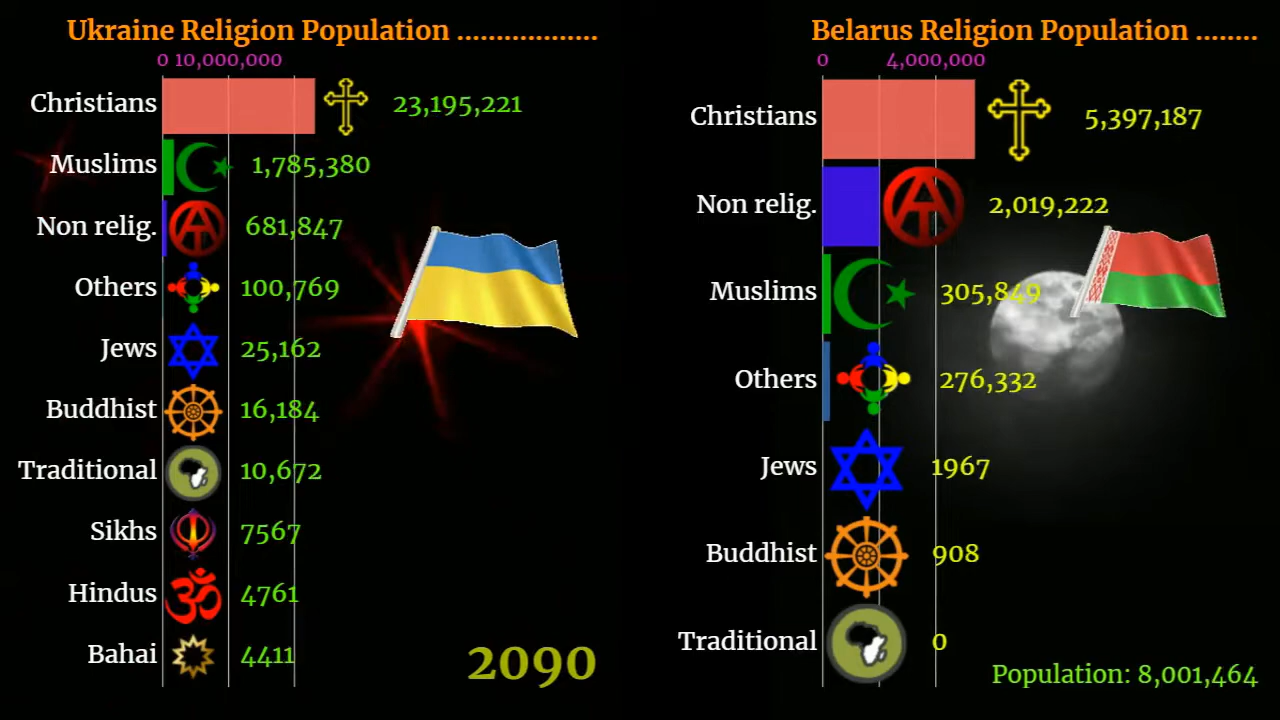 Ukraine Religion Population ..................
0 10,000,000
Christians 23,195,221
Muslims 1,785,380
Non relig. 681,847
Others 100,769
Jews 25,162
Buddhist 16,184
Traditional 10,672
Sikhs 7567
Hindus 4761
Bahai 4411
2090
Belarus Religion Population ........
0 4,000,000
Christians 5,397,187
Non relig. 2,019,222
Muslims 305,849
Others 276,332
Jews 1967
Buddhist 908
Traditional 0
Population: 8,001,464